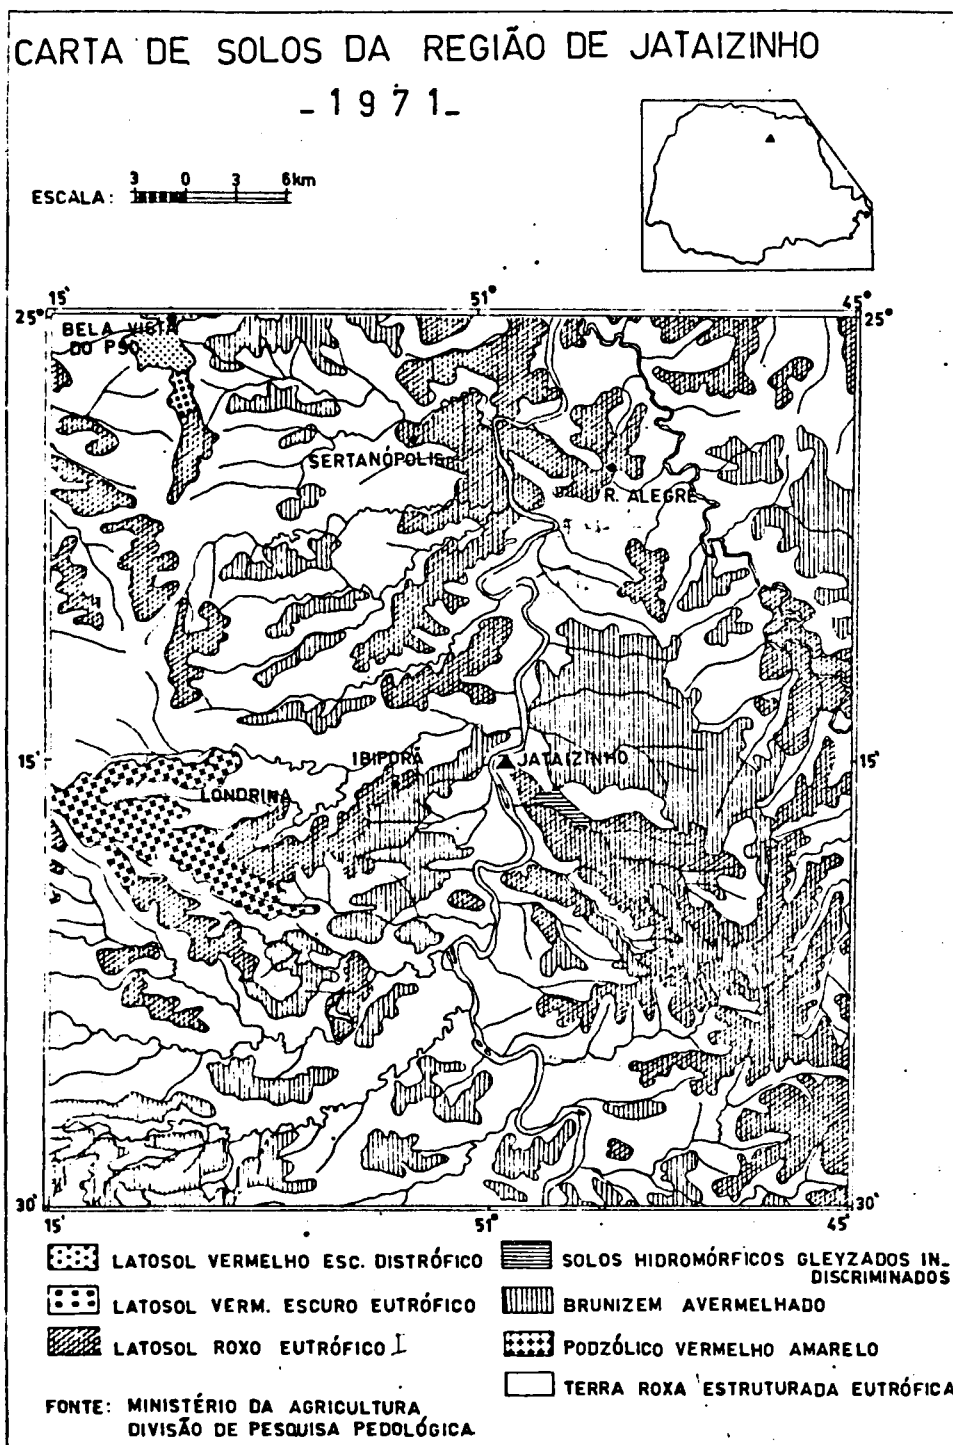 CARTA DE SOLOS DA REGIÃO DE JATAIZINHO
_ 1971_
ESCALA: 3 0 3 6km
15' 51° 45°
25° 25°
BELA VISTA
DO PSO
SERTANÓPOLIS
R. ALEGRE
15' IBIPORÃ JATAIZINHO 15'
LONDRINA
30' 30'
15' 51° 45'
LATOSOL VERMELHO ESC. DISTRÓFICO
LATOSOL VERM. ESCURO EUTRÓFICO
LATOSOL ROXO EUTRÓFICO
SOLOS HIDROMÓRFICOS GLEYZADOS IN_
DISCRIMINADOS
BRUNIZEM AVERMELHADO
PODZÓLICO VERMELHO AMARELO
TERRA ROXA ESTRUTURADA EUTRÓFICA
FONTE: MINISTÉRIO DA AGRICULTURA
DIVISÃO DE PESQUISA PEDOLÓGICA